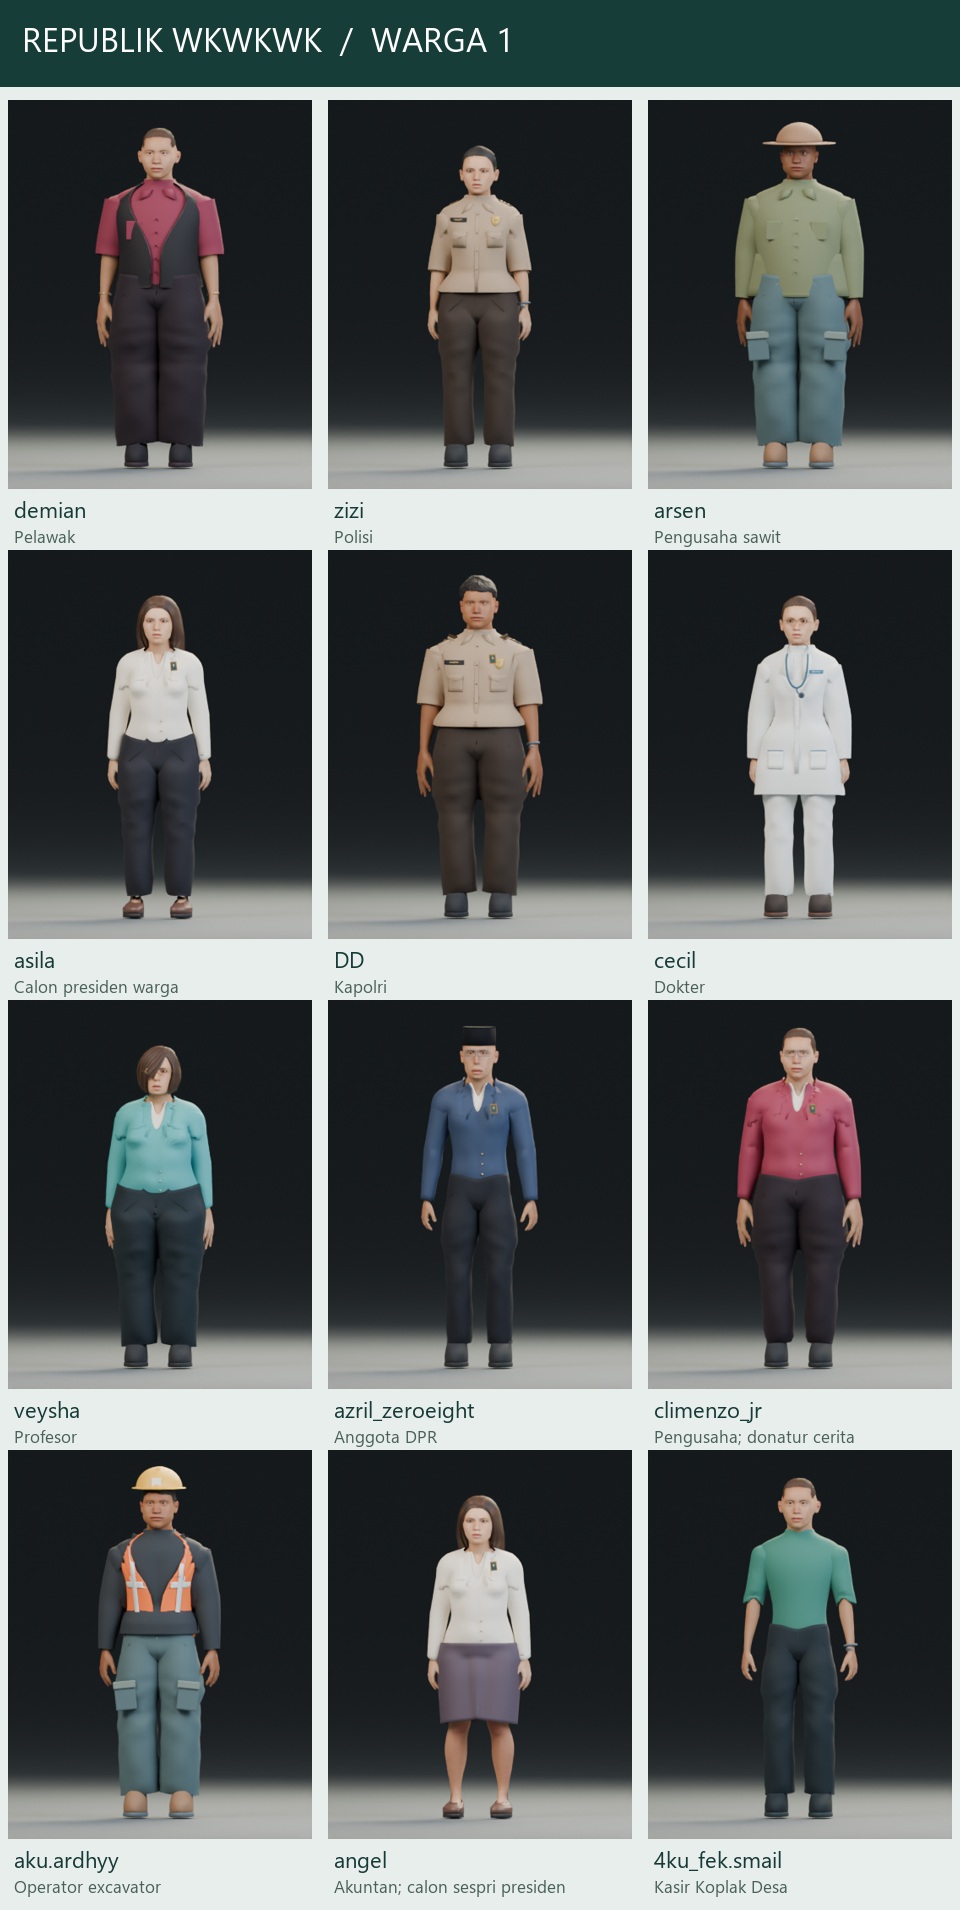 REPUBLIK WKWKWK / WARGA 1
demian
Pelawak
zizi
Polisi
arsen
Pengusaha sawit
asila
Calon presiden warga
DD
Kapolri
cecil
Dokter
veysha
Profesor
azril_zeroeight
Anggota DPR
climenzo_jr
Pengusaha; donatur cerita
aku.ardhyy
Operator excavator
angel
Akuntan; calon sespri presiden
4ku_fek.smail
Kasir Koplak Desa